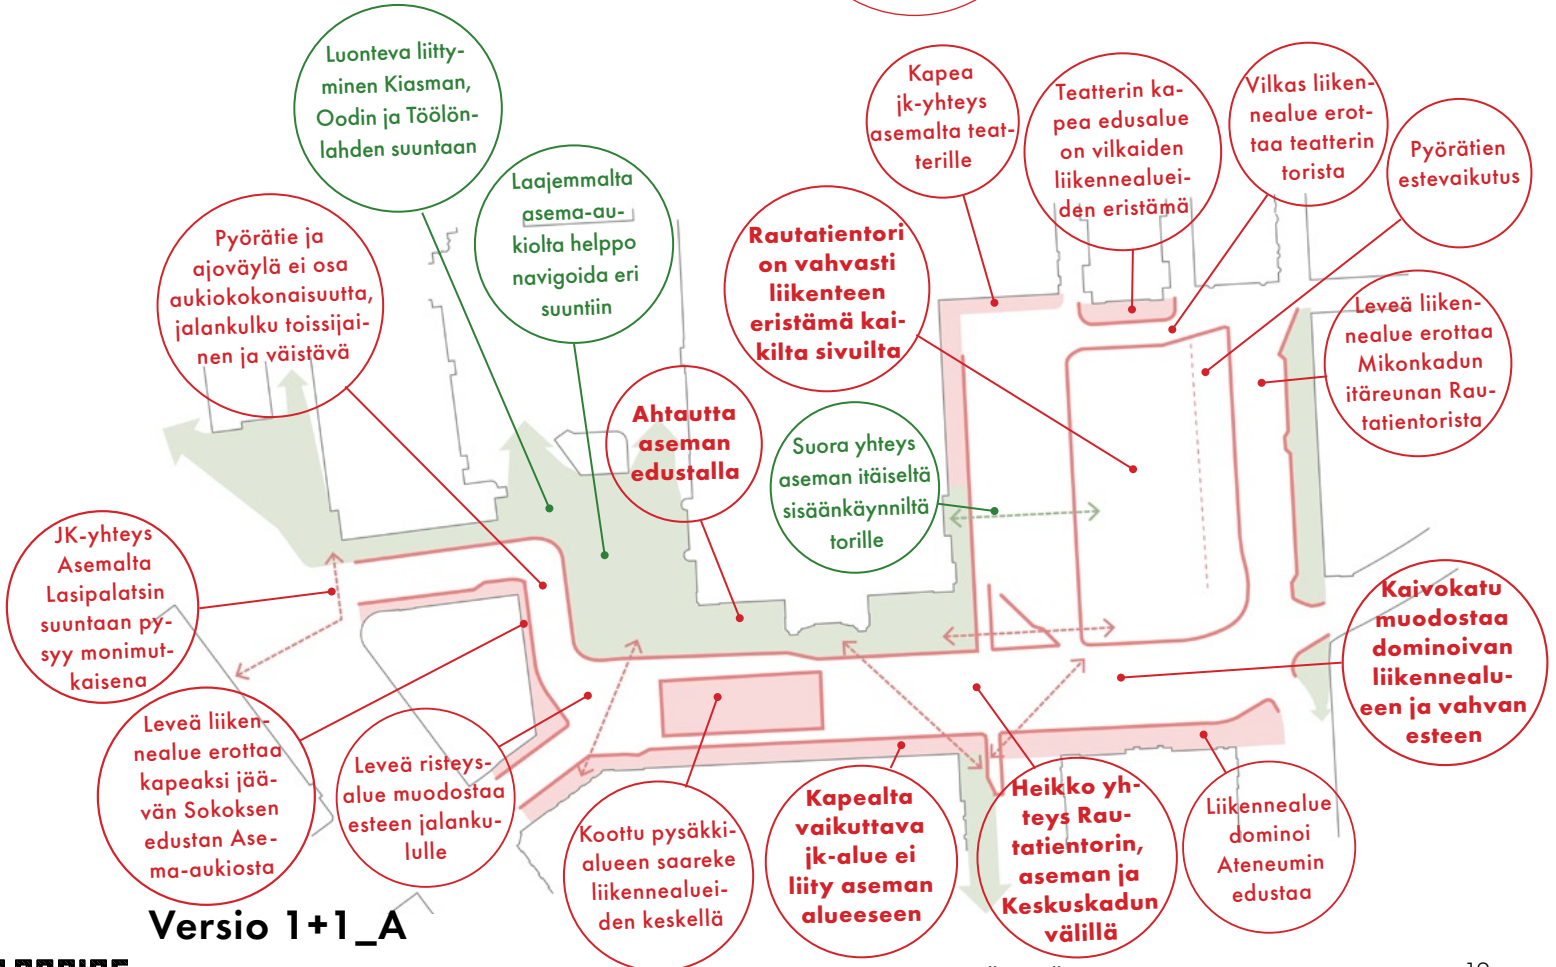 Luonteva liitty-
minen Kiasman,
Oodin ja Töölön-
lahden suuntaan
Laajemmalta
asema-au-
kiolta helppo
navigoida eri
suuntiin
Pyörätie ja
ajoväylä ei osa
aukiokokonaisuutta,
jalankulku toissijai-
nen ja väistävä
Kapea
jk-yhteys
asemalta teat-
terille
Teatterin ka-
pea edusalue
on vilkaiden
liikennealuei-
den eristämä
Vilkas liiken-
nealue erot-
taa teatterin
torista
Pyörätien
estevaikutus
Rautatientori
on vahvasti
liikenteen
eristämä kai-
kilta sivuilta
Leveä liiken-
nealue erottaa
Mikonkadun
itäreunan Rau-
tatientorista
Ahtautta
aseman
edustalla
Suora yhteys
aseman itäiseltä
sisäänkäynniltä
torille
JK-yhteys
Asemalta
Lasipalatsin
suuntaan py-
syy monimut-
kaisena
Kaivokatu
muodostaa
dominoivan
liikennealu-
een ja vahvan
esteen
Leveä liiken-
nealue erottaa
kapeaksi jää-
vän Sokoksen
edustan Ase-
ma-aukiosta
Leveä risteys-
alue muodostaa
esteen jalanku-
lulle
Koottu pysäkki-
alueen saareke
liikennealuei-
den keskellä
Kapealta
vaikuttava
jk-alue ei
liity aseman
alueeseen
Heikko yh-
teys Rau-
tatientorin,
aseman ja
Keskuskadun
välillä
Liikennealue
dominoi
Ateneumin
edustaa
Versio 1+1_A